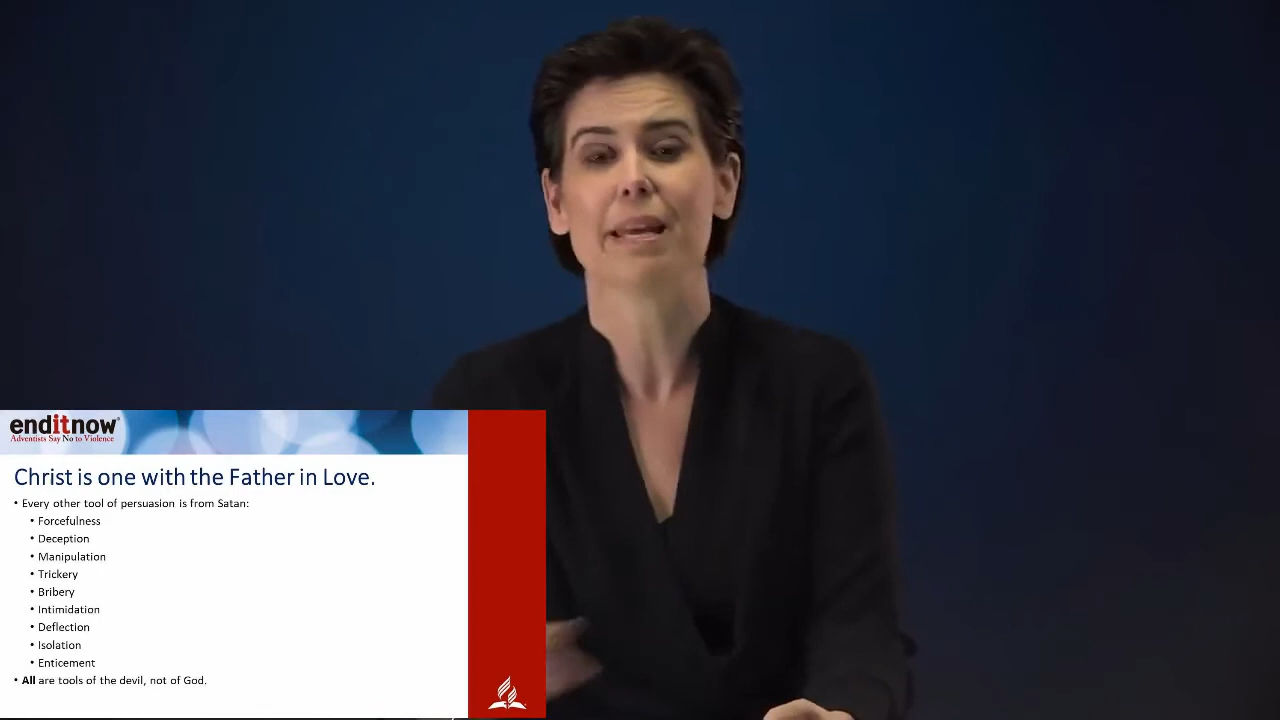 enditnow®
Adventists Say No to Violence
Christ is one with the Father in Love.
• Every other tool of persuasion is from Satan:
• Forcefulness
• Deception
• Manipulation
• Trickery
• Bribery
• Intimidation
• Deflection
• Isolation
• Enticement
• All are tools of the devil, not of God.